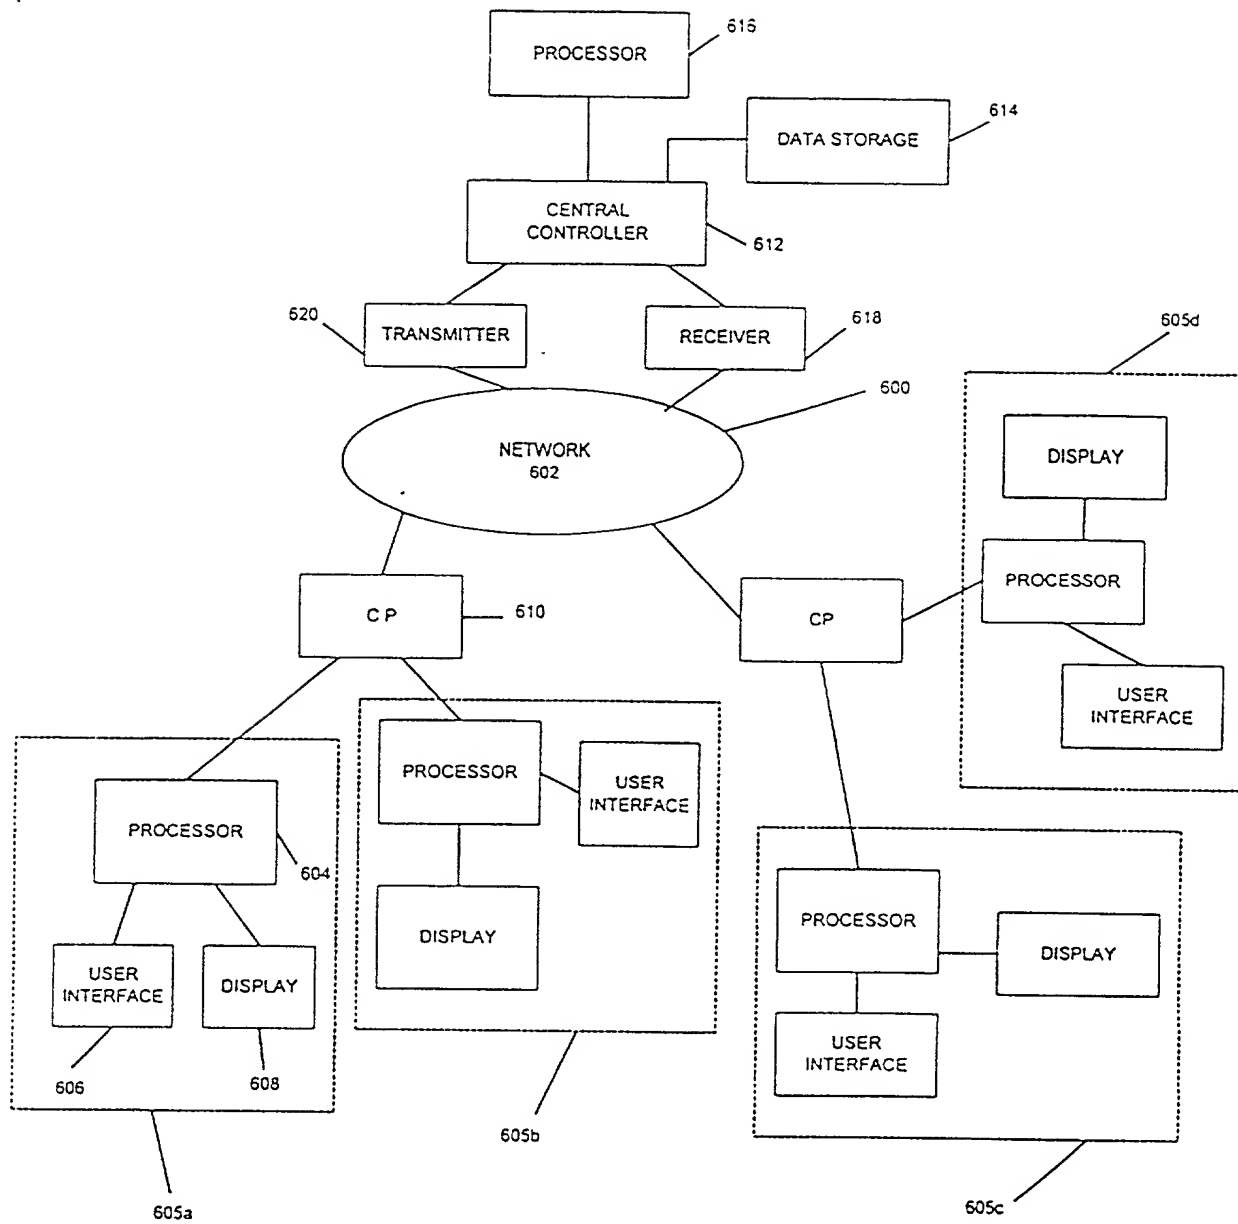 616
PROCESSOR
614
DATA STORAGE
CENTRAL
CONTROLLER
612
620
TRANSMITTER
RECEIVER
618
605d
600
NETWORK
602
DISPLAY
PROCESSOR
USER
INTERFACE
C P
610
CP
PROCESSOR
USER
INTERFACE
DISPLAY
PROCESSOR
604
USER
INTERFACE
DISPLAY
606
608
PROCESSOR
DISPLAY
USER
INTERFACE
605b
605a
605c